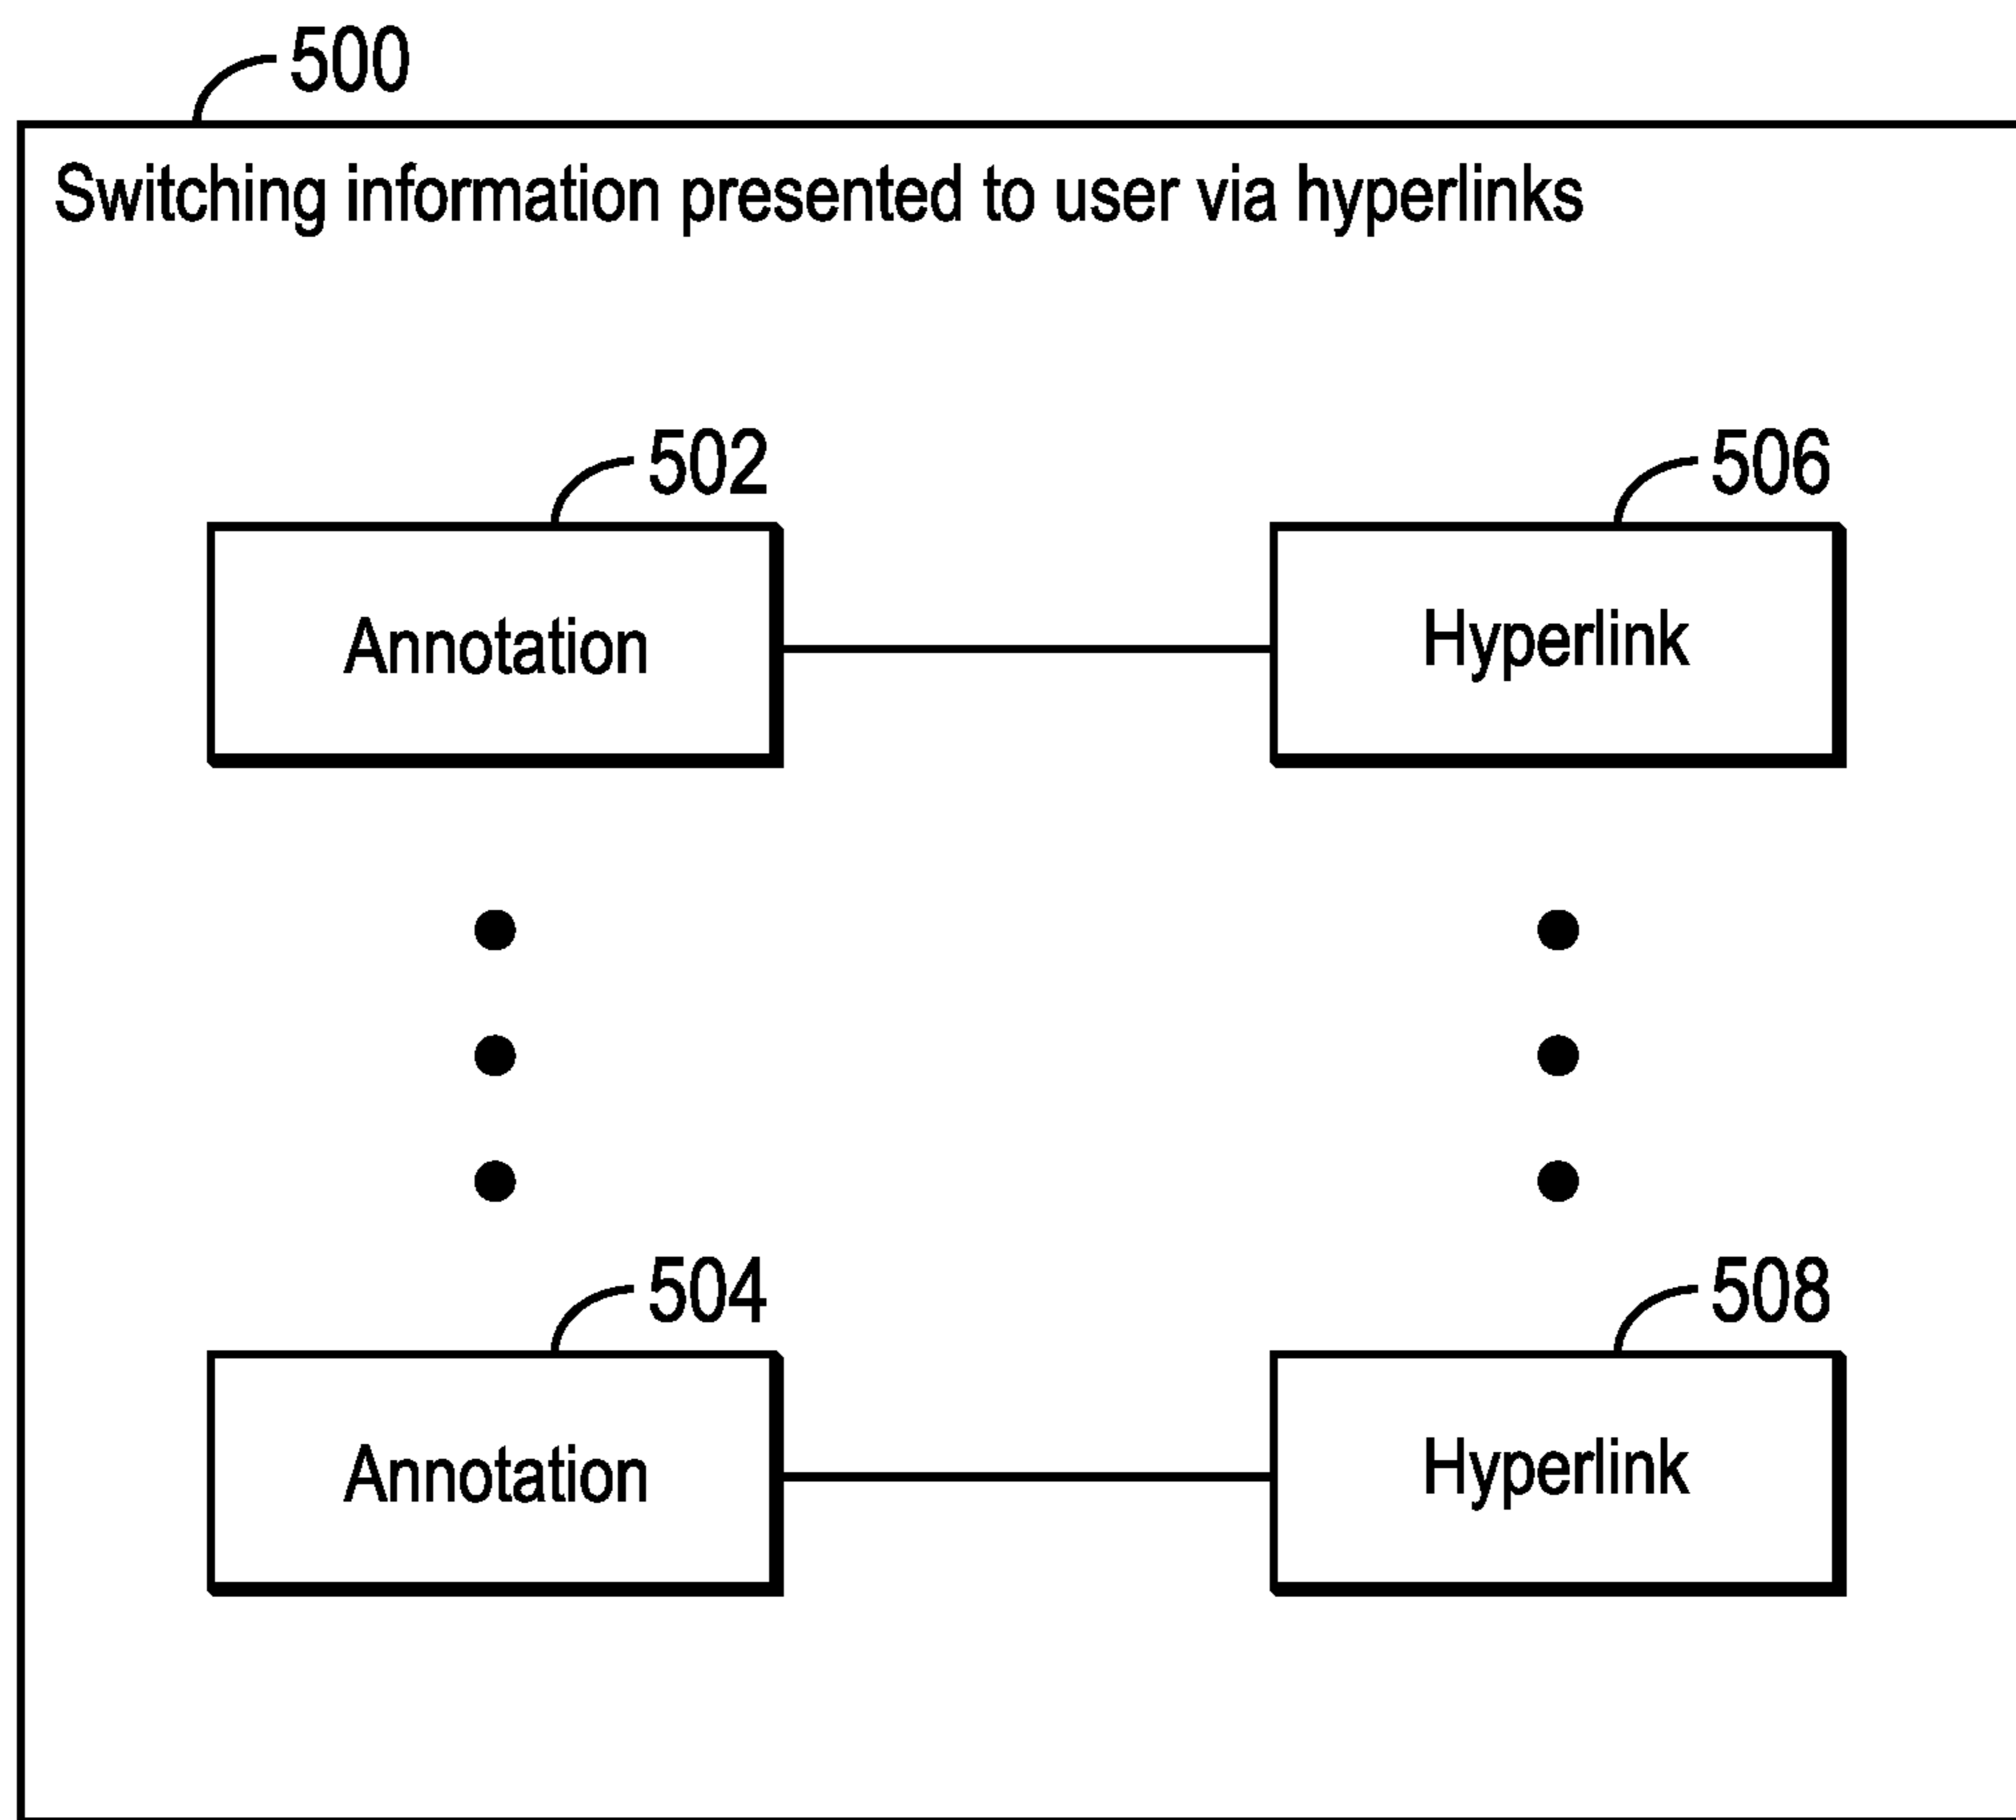 500
Switching information presented to user via hyperlinks
502
506
Annotation
Hyperlink
504
508
Annotation
Hyperlink